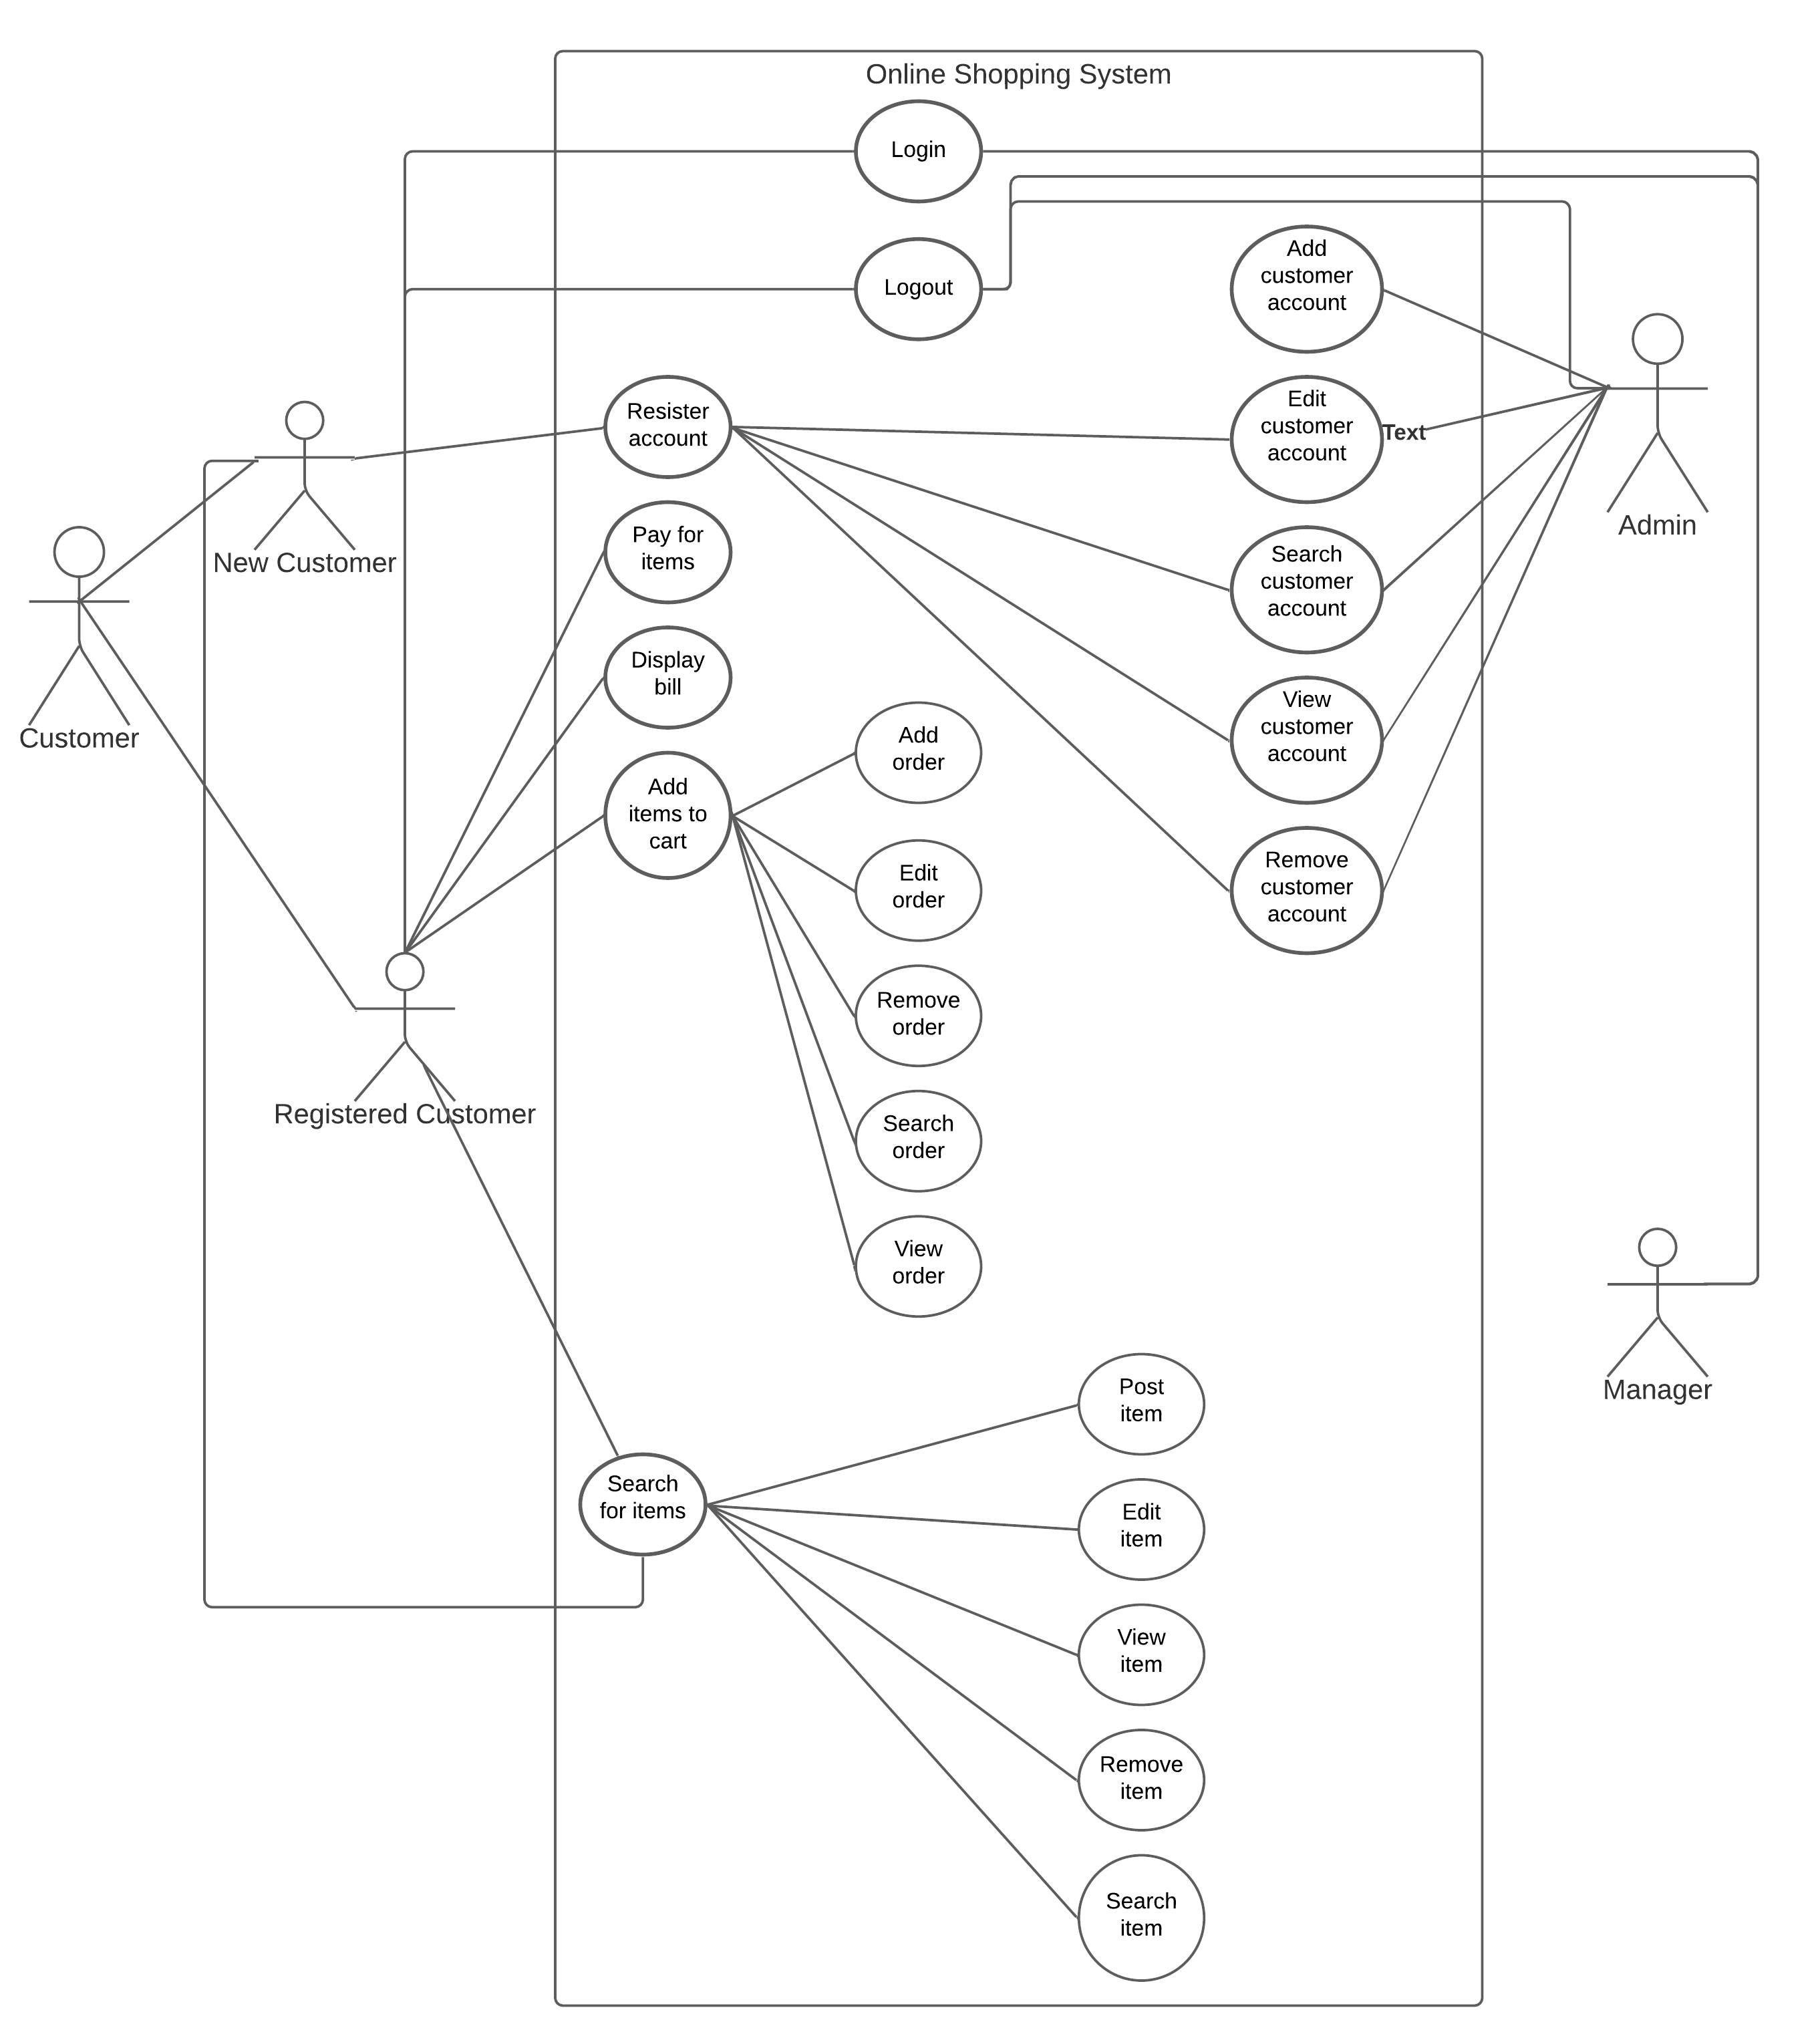 Online Shopping System
Login
Logout
Add
customer
account
Resister
account
Edit
customer
account
Text
Admin
New Customer
Pay for
items
Search
customer
account
Customer
Display
bill
View
customer
account
Add
order
Add
items to
cart
Edit
order
Remove
customer
account
Remove
order
Registered Customer
Search
order
View
order
Manager
Post
item
Search
for items
Edit
item
View
item
Remove
item
Search
item